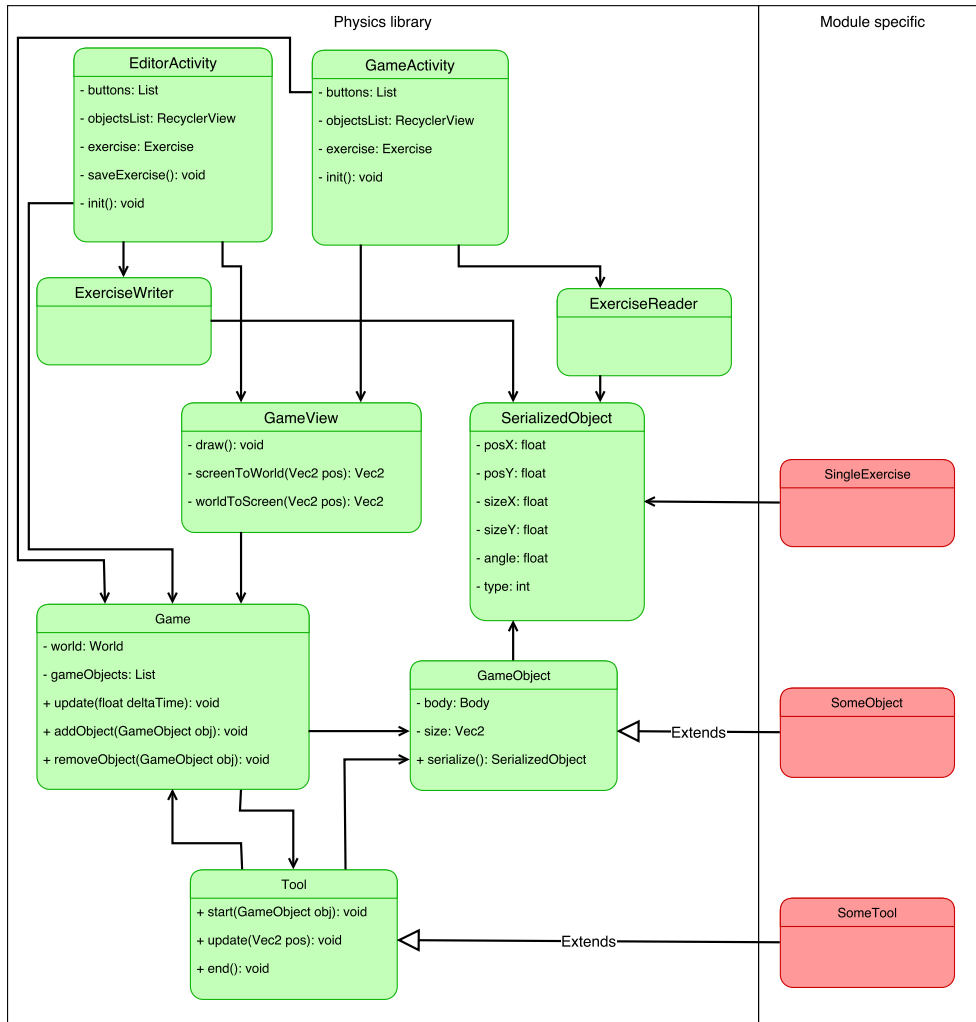 Physics library
Module specific
EditorActivity
- buttons: List
- objectsList: RecyclerView
- exercise: Exercise
- saveExercise(): void
- init(): void
GameActivity
- buttons: List
- objectsList: RecyclerView
- exercise: Exercise
- init(): void
ExerciseWriter
ExerciseReader
GameView
- draw(): void
- screenToWorld(Vec2 pos): Vec2
- worldToScreen(Vec2 pos): Vec2
SerializedObject
- posX: float
- posY: float
- sizeX: float
- sizeY: float
- angle: float
- type: int
SingleExercise
Game
- world: World
- gameObjects: List
+ update(float deltaTime): void
+ addObject(GameObject obj): void
+ removeObject(GameObject obj): void
GameObject
- body: Body
- size: Vec2
+ serialize(): SerializedObject
Extends
SomeObject
Tool
+ start(GameObject obj): void
+ update(Vec2 pos): void
+ end(): void
Extends
SomeTool